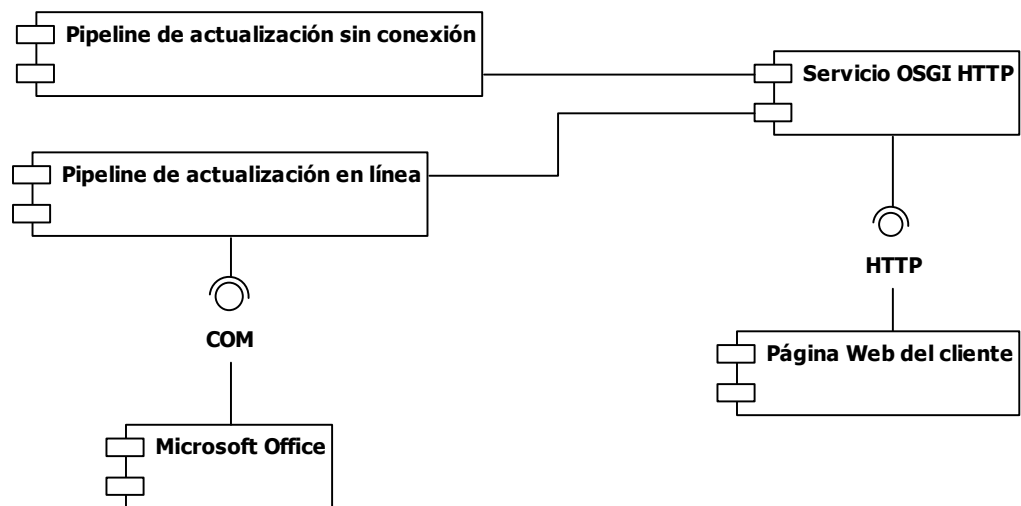 Pipeline de actualización sin conexión
Servicio OSGI HTTP
Pipeline de actualización en línea
HTTP
COM
Página Web del cliente
Microsoft Office